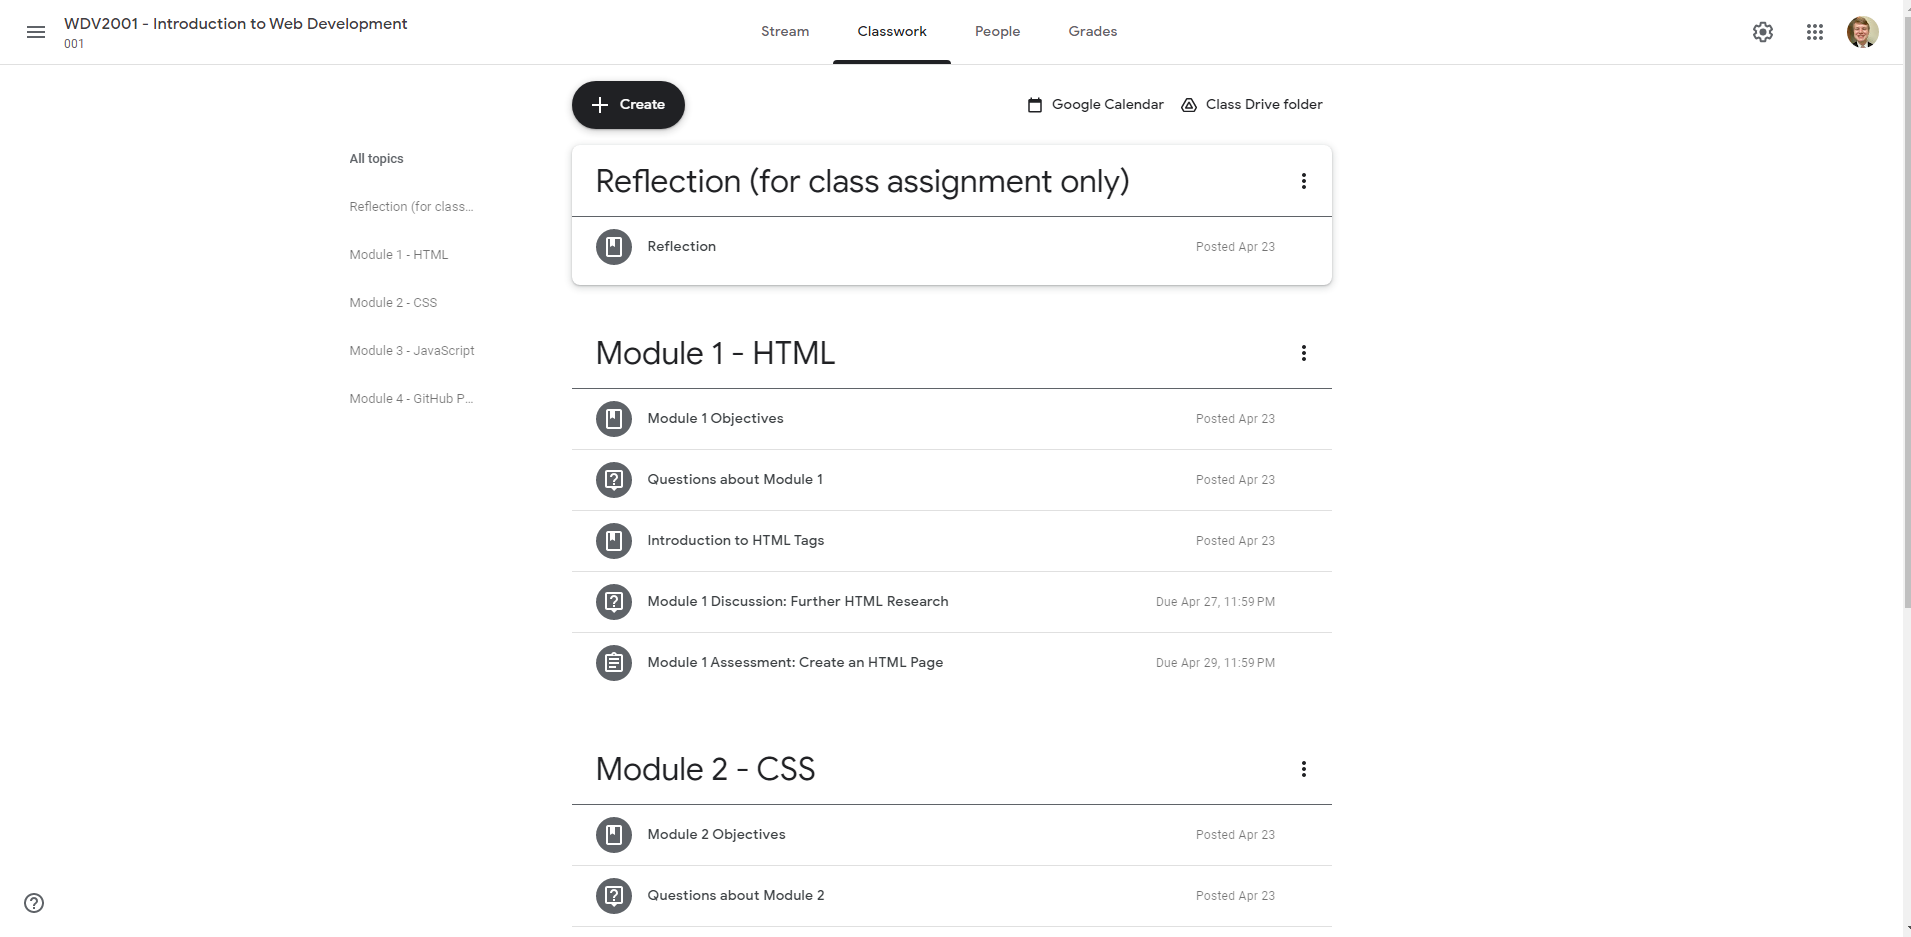 WDV2001 - Introduction to Web Development
001
Stream
Classwork
People
Grades
Create
Google Calendar
Class Drive folder
All topics
Reflection (for class...
Module 1 - HTML
Module 2 - CSS
Module 3 - JavaScript
Module 4 - GitHub P...
Reflection (for class assignment only)
Reflection
Posted Apr 23
Module 1 - HTML
Module 1 Objectives
Posted Apr 23
Questions about Module 1
Posted Apr 23
Introduction to HTML Tags
Posted Apr 23
Module 1 Discussion: Further HTML Research
Due Apr 27, 11:59 PM
Module 1 Assessment: Create an HTML Page
Due Apr 29, 11:59 PM
Module 2 - CSS
Module 2 Objectives
Posted Apr 23
Questions about Module 2
Posted Apr 23